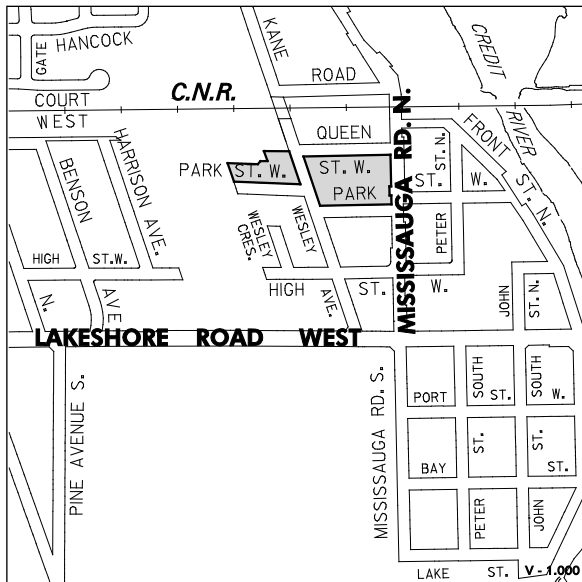 GATE
HANCOCK
KANE
CREDIT
RIVER
ROAD
C.N.R.
COURT
WEST
QUEEN
MISSISSAUGA RD. N.
FRONT
ST. N.
HARRISON AVE.
BENSON
AVE
PARK
ST. W.
ST. W.
PARK
ST.
W.
ST. N.
PETER
WESLEY
CRES.
WESLEY
AVE.
HIGH
ST.W.
N.
HIGH
ST.
W.
JOHN
ST. N.
LAKESHORE ROAD WEST
PINE AVENUE S.
MISSISSAUGA RD. S.
PORT
SOUTH
ST.
SOUTH
W.
BAY
ST.
ST.
ST.
PETER
JOHN
LAKE
ST.
V - 1.000